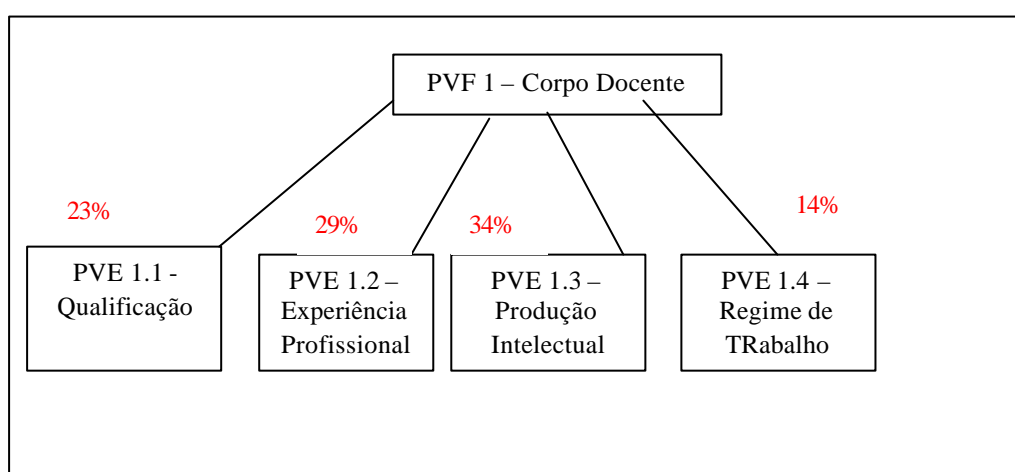 PVF 1 – Corpo Docente
23%
29%
34%
14%
PVE 1.1 -
Qualificação
PVE 1.2 –
Experiência
Profissional
PVE 1.3 –
Produção
Intelectual
PVE 1.4 –
Regime de
TRabalho